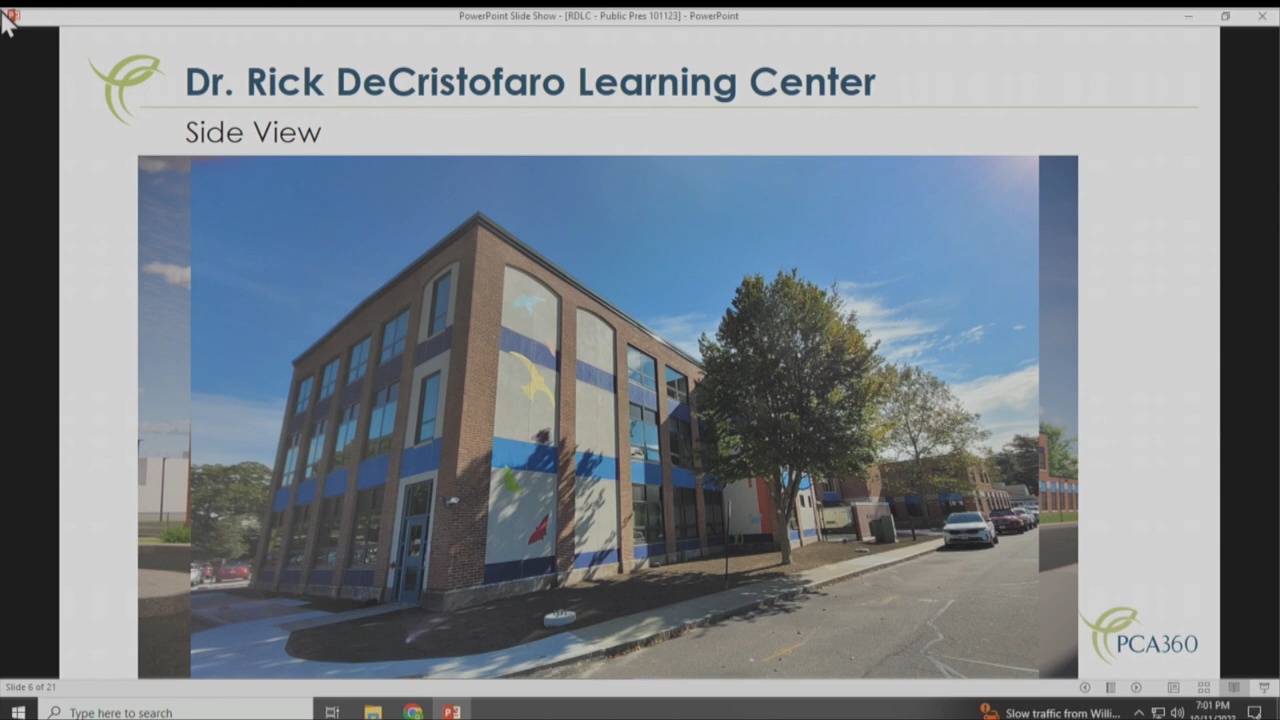 PowerPoint Slide Show - [RDLC - Public Pres 101123] - PowerPoint
Dr. Rick DeCristofaro Learning Center
Side View
PCA360
Slide 6 of 21
Type here to search
Slow traffic from Willi...
7:01 PM